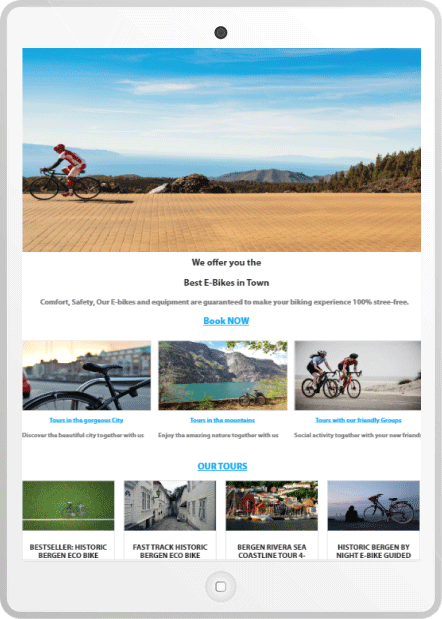 We offer you the
Best E-Bikes in Town
Comfort, Safety, Our E-bikes and equipment are guaranteed to make your biking experience 100% stree-free.
Book NOW
Tours in the gorgeous City
Tours in the mountains
Tours with our friendly Groups
Discover the beautiful city together with us
Enjoy the amazing nature together with us
Social activity together with your new friend
OUR TOURS
BESTSELLER: HISTORIC
BERGEN ECO BIKE
FAST TRACK HISTORIC
BERGEN ECO BIKE
BERGEN RIVERA SEA
COASTLINE TOUR 4-
HISTORIC BERGEN BY
NIGHT E-BIKE GUIDED